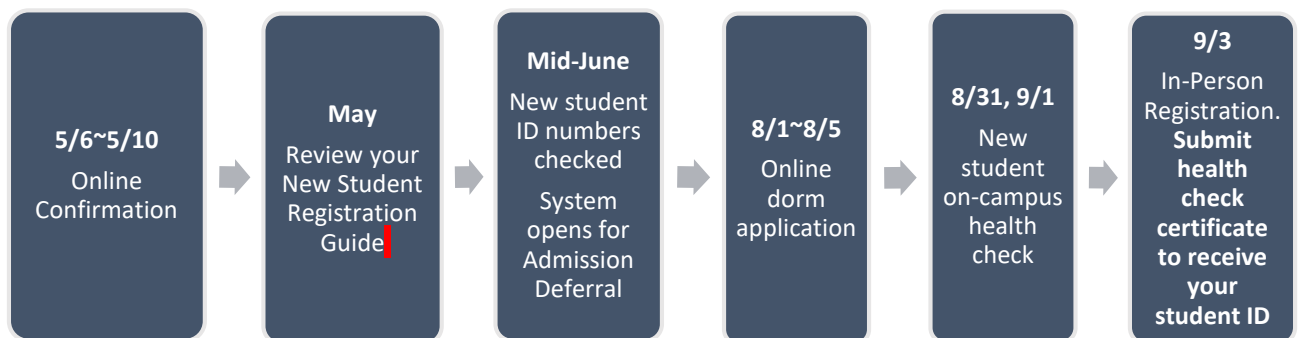 5/6~5/10
Online
Confirmation
May
Review your
New Student
Registration
Guide
Mid-June
New student
ID numbers
checked
System
opens for
Admission
Deferral
8/1~8/5
Online
dorm
application
8/31, 9/1
New
student
on-campus
health
check
9/3
In-Person
Registration.
Submit
health
check
certificate
to receive
your
student ID